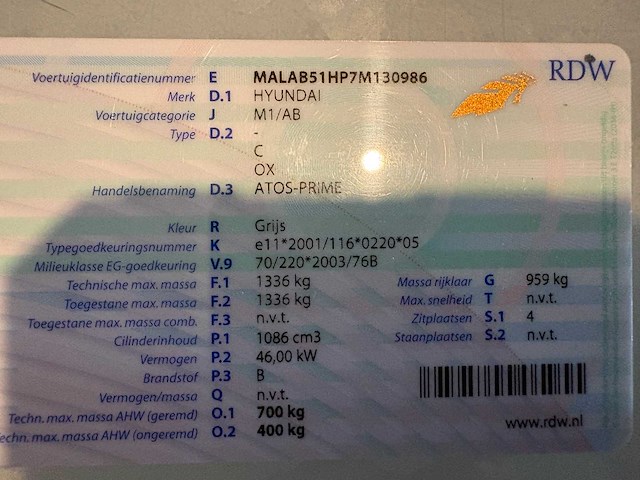 RDW
Voertuigidentificatienummer E MALAB51HP7M130986
Merk D.1 HYUNDAI
Voertuigcategorie J M1/AB
Type D.2 -
C
OX
Handelsbenaming D.3 ATOS-PRIME
Kleur R Grijs
Typegoedkeuringsnummer K e11*2001/116*0220*05
Milieuklasse EG-goedkeuring V.9 70/220*2003/76B
Technische max. massa F.1 1336 kg Massa rijklaar G 959 kg
Toegestane max. massa F.2 1336 kg Max. snelheid T n.v.t.
Toegestane max. massa comb. F.3 n.v.t. Zitplaatsen S.1 4
Cilinderinhoud P.1 1086 cm3 Staanplaatsen S.2 n.v.t.
Vermogen P.2 46,00 kW
Brandstof P.3 B
Vermogen/massa Q n.v.t.
Techn. max. massa AHW (geremd) O.1 700 kg
Techn. max. massa AHW (ongeremd) O.2 400 kg
www.rdw.nl